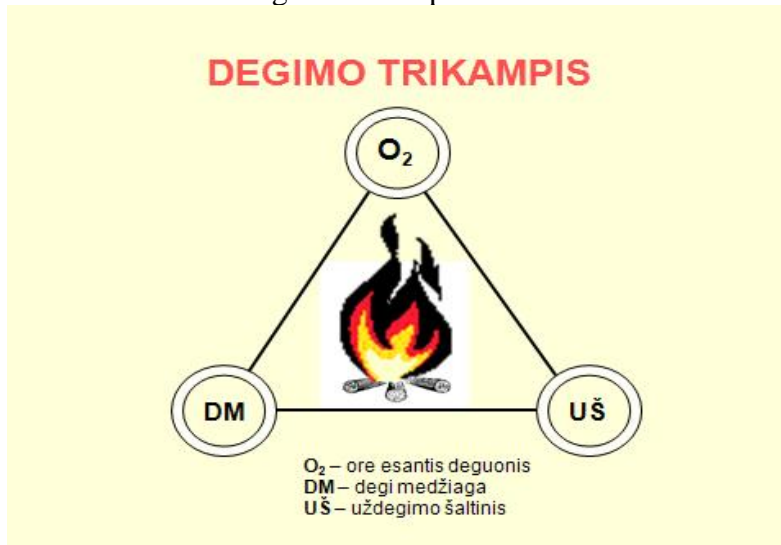 DEGIMO TRIKAMPIS
O₂
DM
UŠ
O₂ – ore esantis deguonis
DM – degi medžiaga
UŠ – uždegimo šaltinis